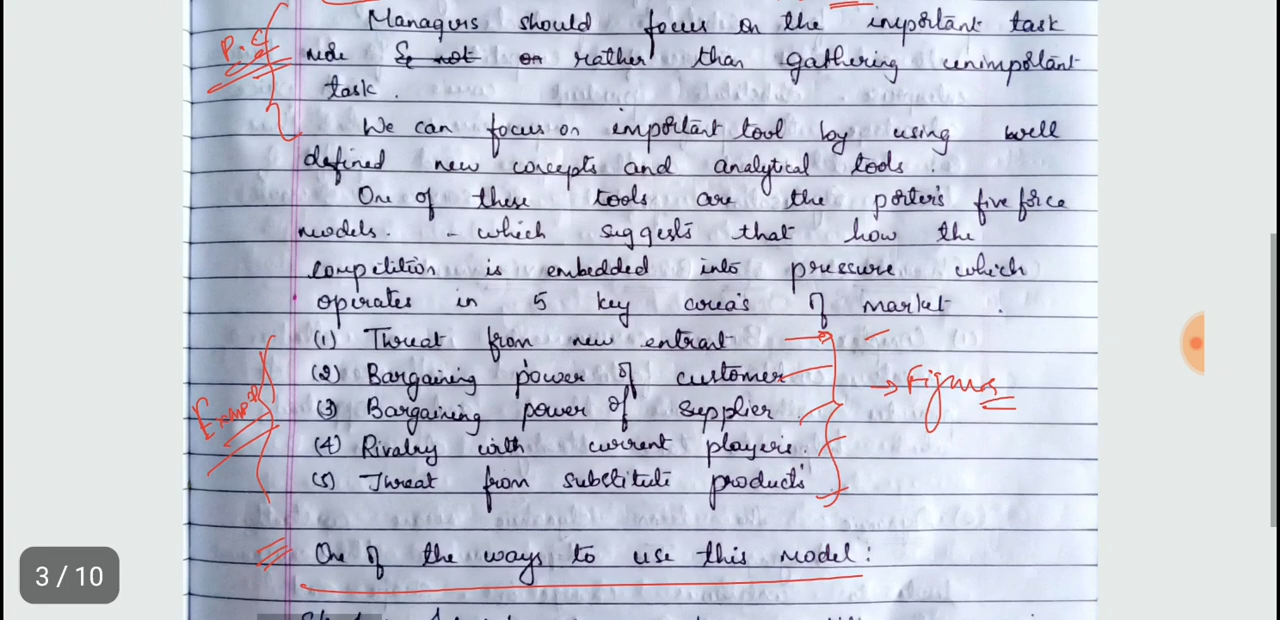 Managers should focus on the important task
P.E
more & not on rather than gathering unimportant
task.
We can focus on important tool by using well
defined new concepts and analytical tools.
One of these tools are the porter's five force
models. - which suggests that how the
competition is embedded into pressure which
operates in 5 key area's of market.
(1) Threat from new entrant
(2) Bargaining power of customer
→ Figure
(3) Bargaining power of supplier
(4) Rivalry with current players.
(5) Threat from substitute products
One of the ways to use this model:
3 / 10